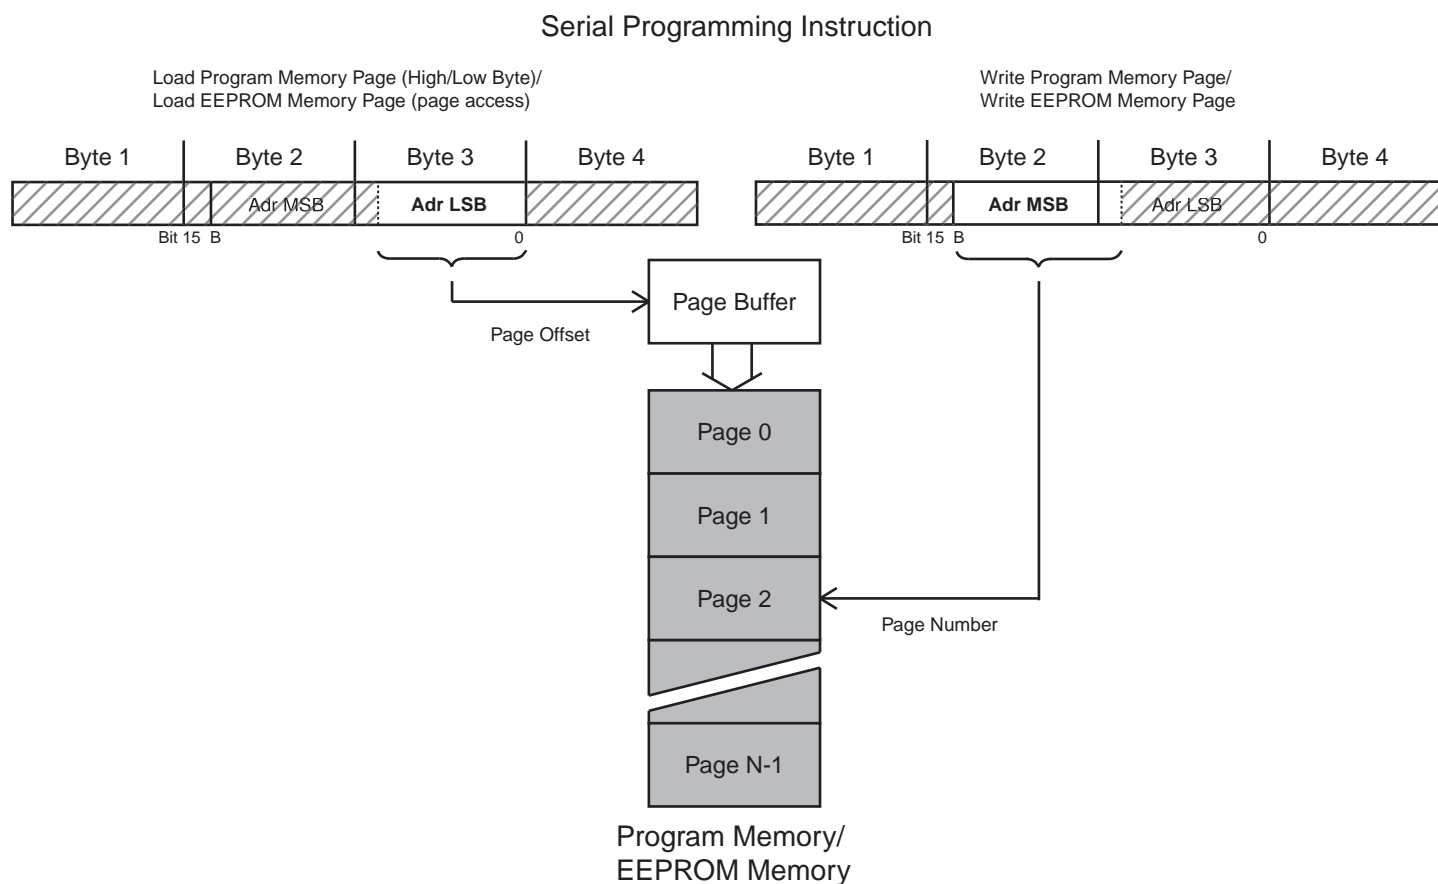 Serial Programming Instruction
Load Program Memory Page (High/Low Byte)/
Load EEPROM Memory Page (page access)
Write Program Memory Page/
Write EEPROM Memory Page
Byte 1 Byte 2 Byte 3 Byte 4
Adr MSB Adr LSB
Bit 15 B 0
Byte 1 Byte 2 Byte 3 Byte 4
Adr MSB Adr LSB
Bit 15 B 0
Page Buffer
Page Offset
Page 0
Page 1
Page 2
Page Number
Page N-1
Program Memory/
EEPROM Memory